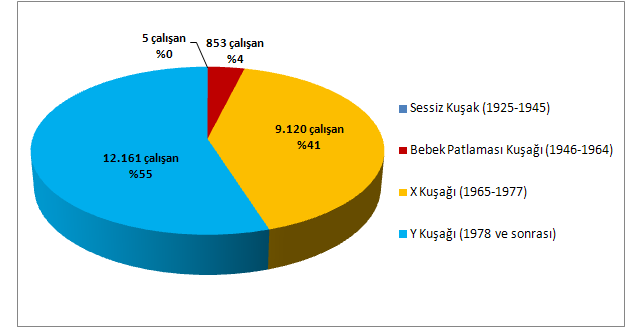 5 çalışan
%0
853 çalışan
%4
9.120 çalışan
%41
12.161 çalışan
%55
Sessiz Kuşak (1925-1945)
Bebek Patlaması Kuşağı (1946-1964)
X Kuşağı (1965-1977)
Y Kuşağı (1978 ve sonrası)